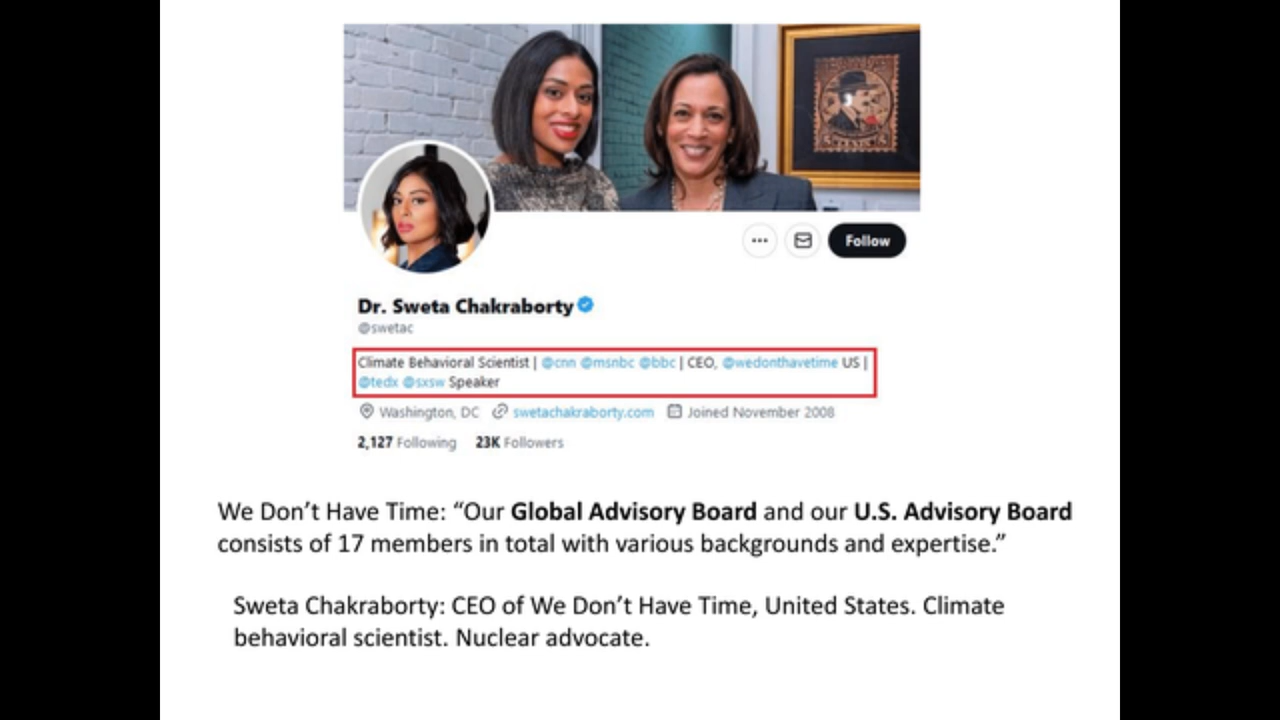 Follow
Dr. Sweta Chakraborty
@swetac
Climate Behavioral Scientist | @cnn @msnbc @bbc | CEO, @wedonthavetime US |
@tedx @sxsw Speaker
Washington, DC swetachakraborty.com Joined November 2008
2,127 Following 23K Followers
We Don’t Have Time: “Our Global Advisory Board and our U.S. Advisory Board
consists of 17 members in total with various backgrounds and expertise.”
Sweta Chakraborty: CEO of We Don’t Have Time, United States. Climate
behavioral scientist. Nuclear advocate.